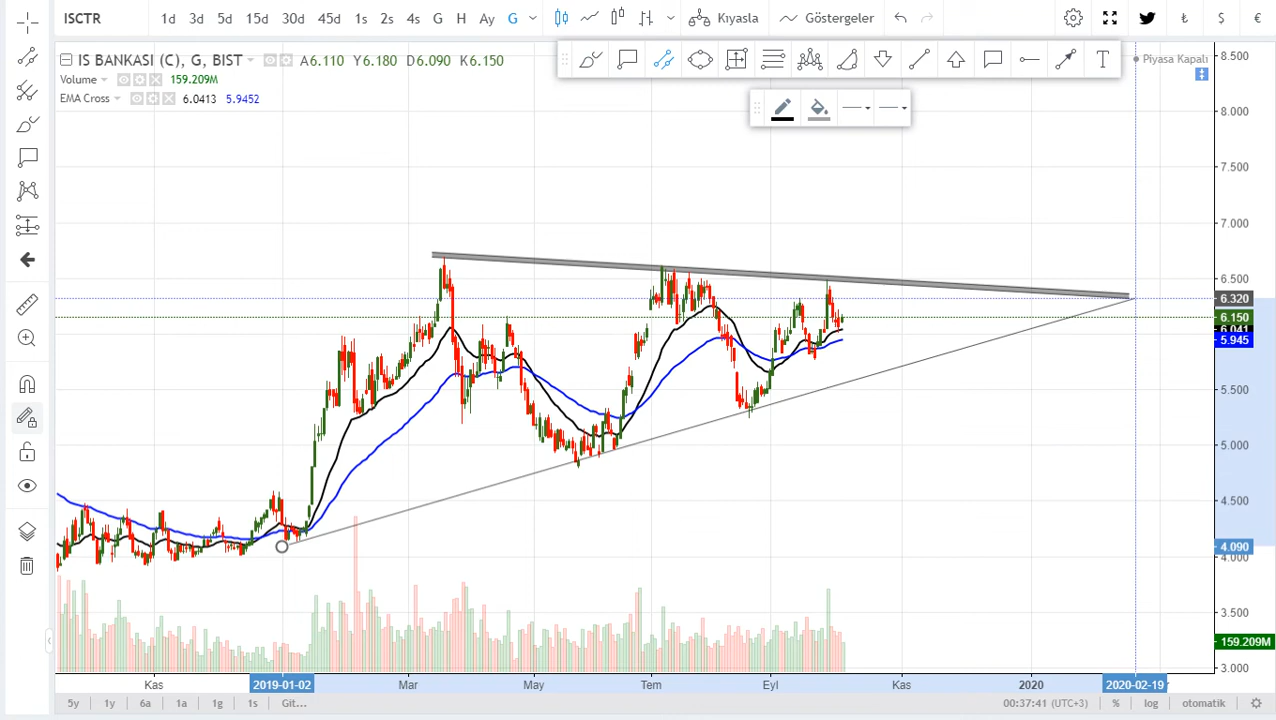 ISCTR 1d 3d 5d 15d 30d 45d 1s 2s 4s G H Ay G Kıyasla Göstergeler ₺ $ €
IS BANKASI (C), G, BIST A6.110 Y6.180 D6.090 K6.150
Volume 159.209M
EMA Cross 6.0413 5.9452
T
Piyasa Kapalı
8.500
8.000
7.500
7.000
6.500
6.320
6.150
6.041
5.945
5.500
5.000
4.500
4.090
4.000
3.500
159.209M
3.000
Kas 2019-01-02 Mar May Tem Eyl Kas 2020 2020-02-19
5y 1y 6a 1a 1g 1s Git... 00:37:41 (UTC+3) % log otomatik